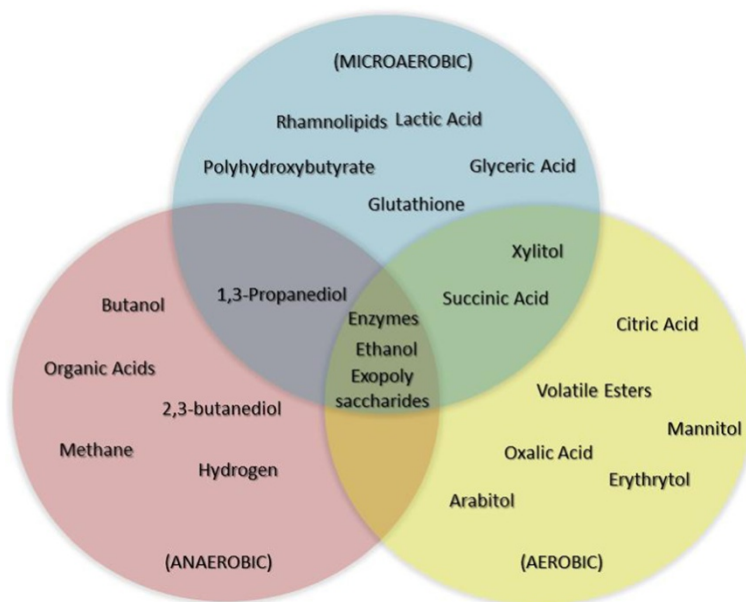 (MICROAEROBIC)
Rhamnolipids
Lactic Acid
Polyhydroxybutyrate
Glyceric Acid
Glutathione
Xylitol
1,3-Propanediol
Succinic Acid
Butanol
Enzymes
Citric Acid
Ethanol
Organic Acids
Exopoly
saccharides
Volatile Esters
2,3-butanediol
Mannitol
Methane
Oxalic Acid
Hydrogen
Erythrytol
Arabitol
(ANAEROBIC)
(AEROBIC)